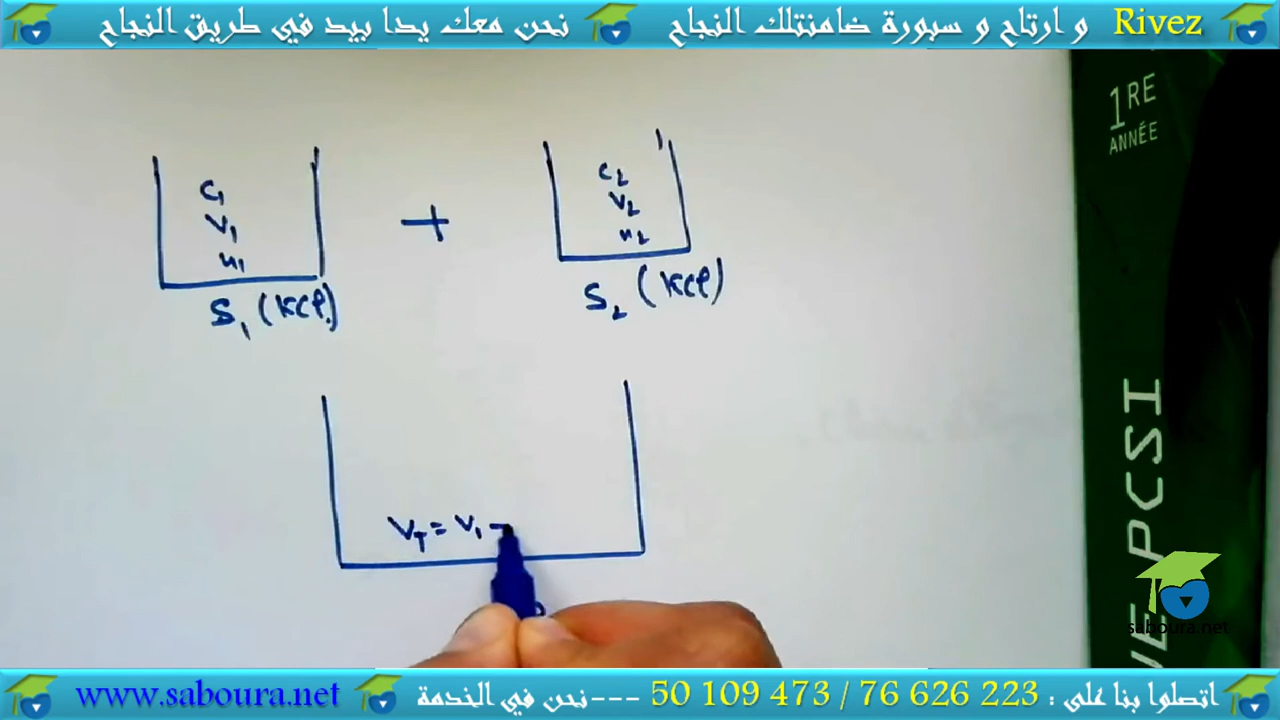 Rivez و ارتاح و سبورة ضامنتلك النجاح
نحن معك يدا بيد في طريق النجاح
1RE
ANNÉE
C1
V1
n1
S1 (KCl)
+
C2
V2
n2
S2 (KCl)
VT = V1 -
PCSI
saboura.net
www.saboura.net
اتصلوا بنا على : 50 109 473 / 76 626 223 ---نحن في الخدمة